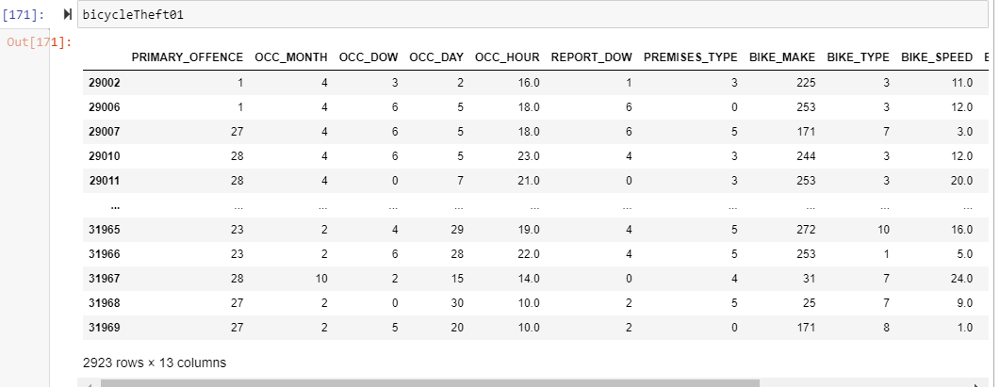 [171]: bicycleTheft01
Out[171]:
PRIMARY_OFFENCE OCC_MONTH OCC_DOW OCC_DAY OCC_HOUR REPORT_DOW PREMISES_TYPE BIKE_MAKE BIKE_TYPE BIKE_SPEED E
29002 1 4 3 2 16.0 1 3 225 3 11.0
29006 1 4 6 5 18.0 6 0 253 3 12.0
29007 27 4 6 5 18.0 6 5 171 7 3.0
29010 28 4 6 5 23.0 4 3 244 3 12.0
29011 28 4 0 7 21.0 0 3 253 3 20.0
... ... ... ... ... ... ... ... ... ... ...
31965 23 2 4 29 19.0 4 5 272 10 16.0
31966 23 2 6 28 22.0 4 5 253 1 5.0
31967 28 10 2 15 14.0 0 4 31 7 24.0
31968 27 2 0 30 10.0 2 5 25 7 9.0
31969 27 2 5 20 10.0 2 0 171 8 1.0
2923 rows × 13 columns